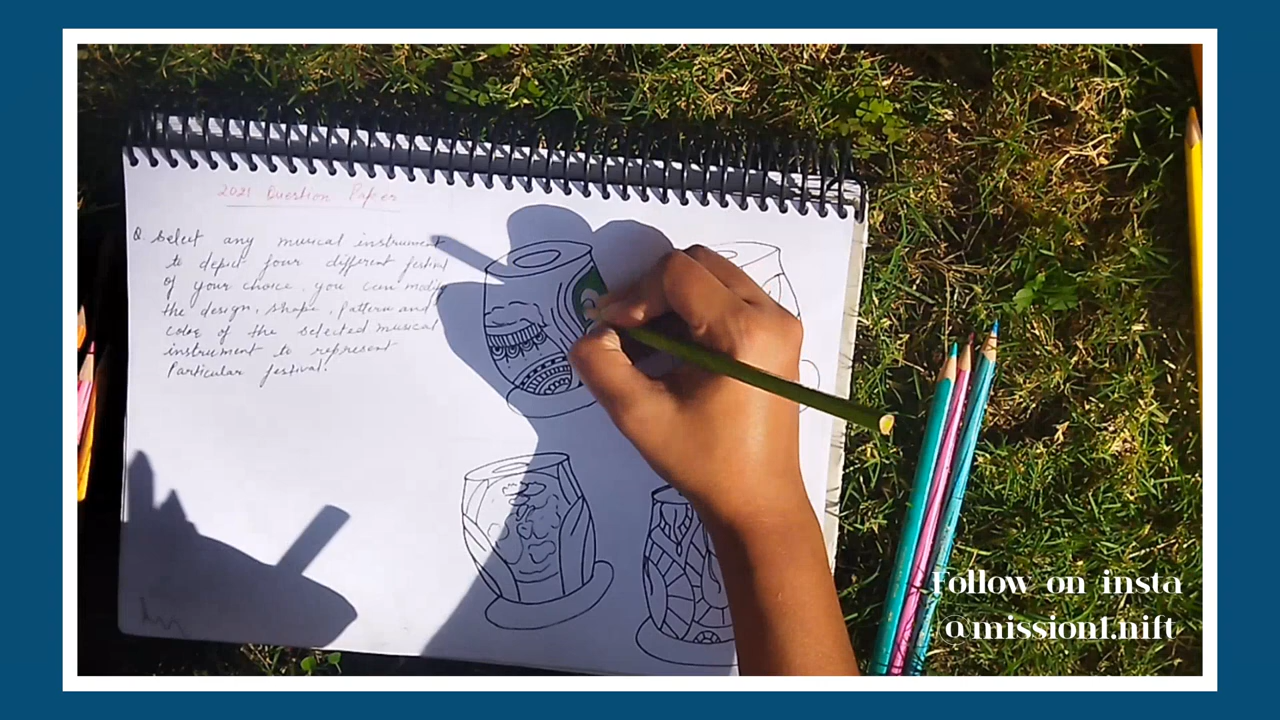 2021 Question Paper
Q. Select any musical instrument
to depict four different festival
of your choice. you can modify
the design, shape, Pattern and
color of the selected musical
instrument to represent
Particular festival.
Follow on insta
@mission1.nift